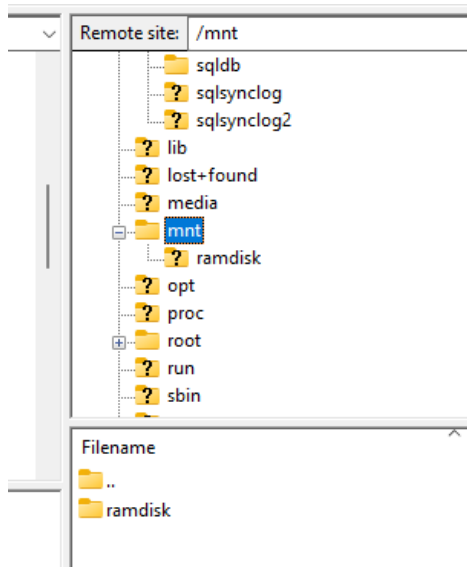 Remote site: /mnt
sqldb
? sqlsynclog
? sqlsynclog2
? lib
? lost+found
? media
mnt
? ramdisk
? opt
? proc
root
? run
? sbin
Filename
..
ramdisk